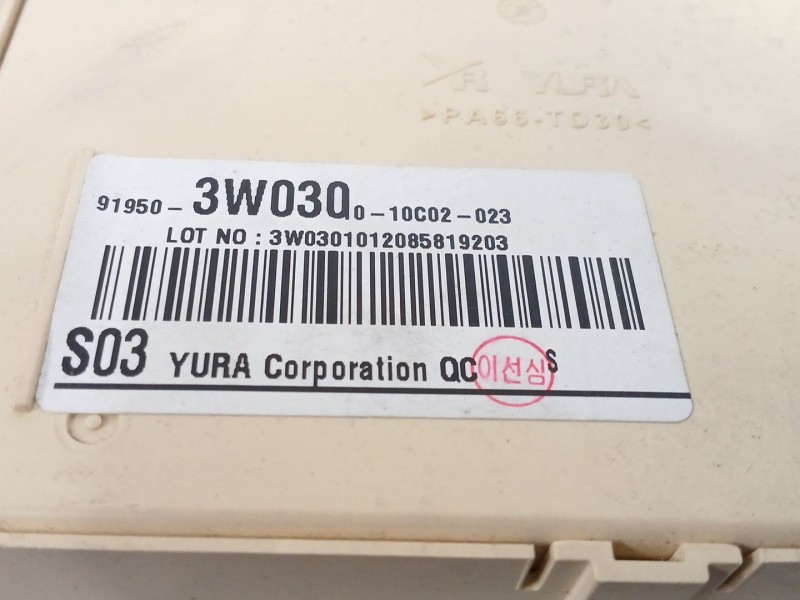 YURA
>PA66-TD30<
91950- 3W030 0-10C02-023
LOT NO : 3W0301012085819203
S03 YURA Corporation QC 이선심 S